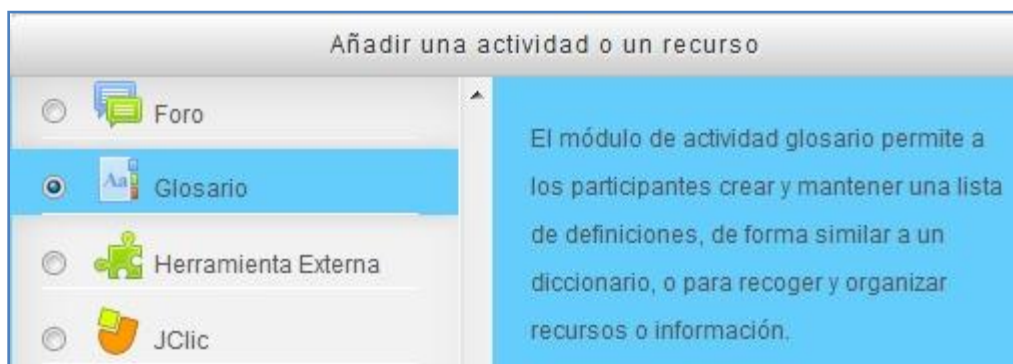 Añadir una actividad o un recurso
Foro
Glosario
Herramienta Externa
JClic
El módulo de actividad glosario permite a
los participantes crear y mantener una lista
de definiciones, de forma similar a un
diccionario, o para recoger y organizar
recursos o información.